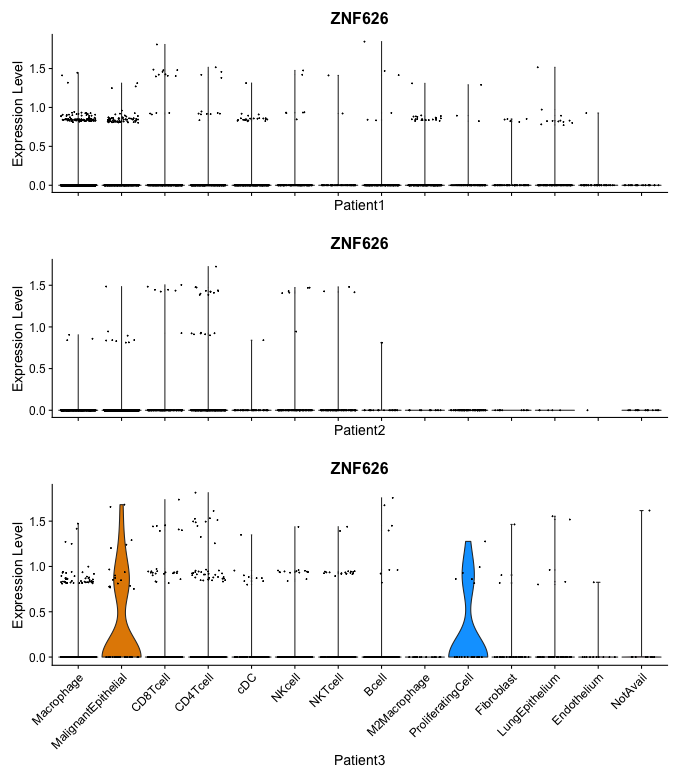 ZNF626
Expression Level
1.5
1.0
0.5
0.0
Patient1
ZNF626
Expression Level
1.5
1.0
0.5
0.0
Patient2
ZNF626
Expression Level
1.5
1.0
0.5
0.0
Macrophage
MalignantEpithelial
CD8Tcell
CD4Tcell
cDC
NKcell
NKTcell
Bcell
M2Macrophage
ProliferatingCell
Fibroblast
LungEpithelium
Endothelium
NotAvail
Patient3